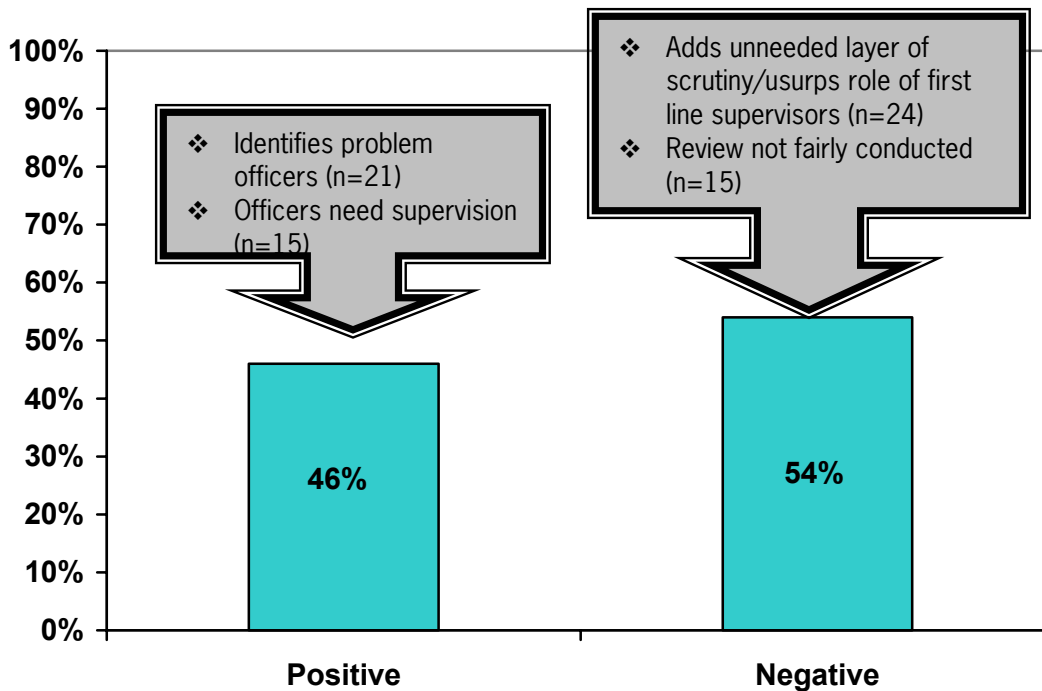 100%
90%
80%
70%
60%
50%
40%
30%
20%
10%
0%
❖ Identifies problem
officers (n=21)
❖ Officers need supervision
(n=15)
❖ Adds unneeded layer of
scrutiny/usurps role of first
line supervisors (n=24)
❖ Review not fairly conducted
(n=15)
46%
54%
Positive
Negative